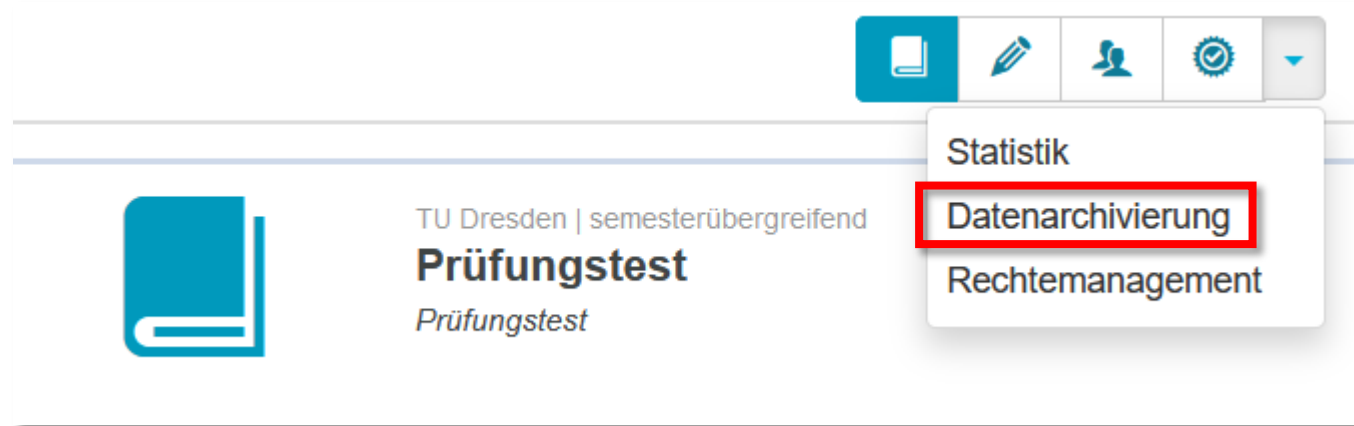 Statistik
Datenarchivierung
Rechtemanagement
TU Dresden | semesterübergreifend
Prüfungstest
Prüfungstest